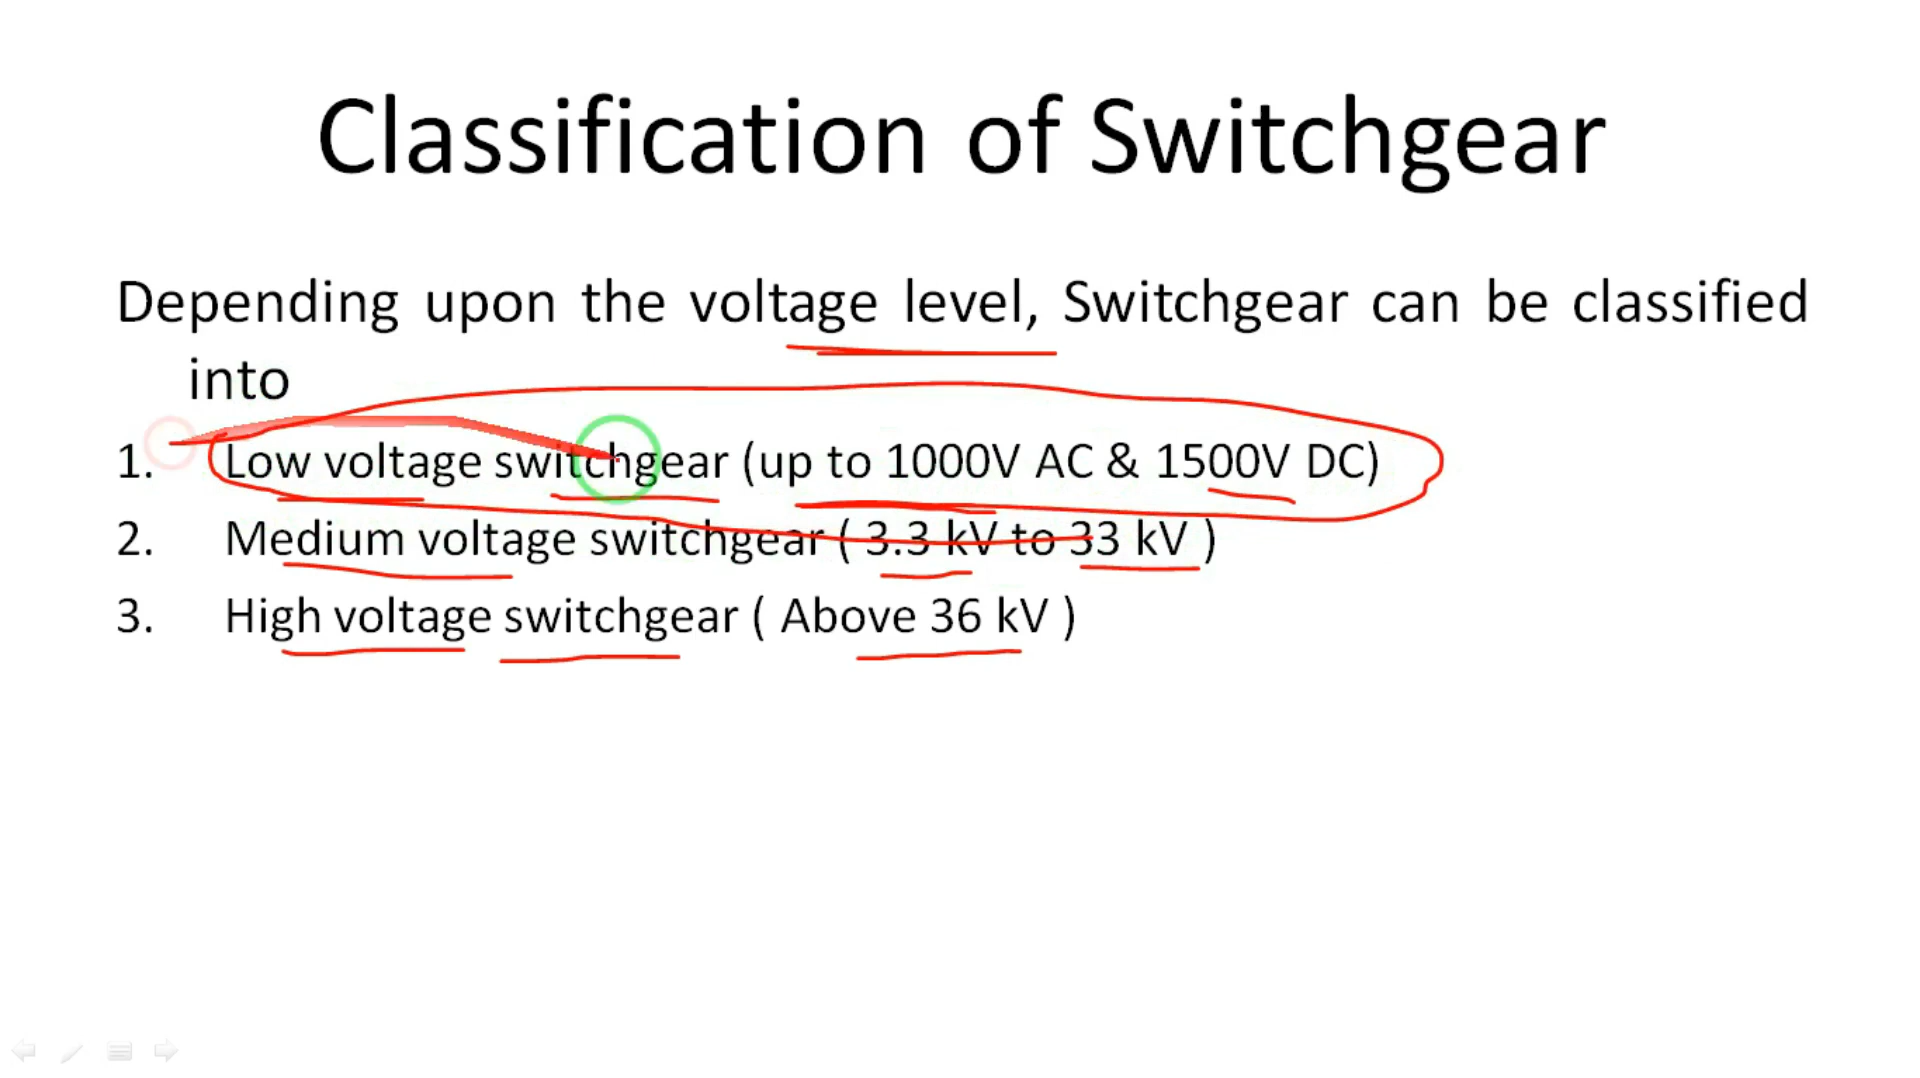 Classification of Switchgear
Depending upon the voltage level, Switchgear can be classified
into
1. Low voltage switchgear (up to 1000V AC & 1500V DC)
2. Medium voltage switchgear ( 3.3 kV to 33 kV )
3. High voltage switchgear ( Above 36 kV )